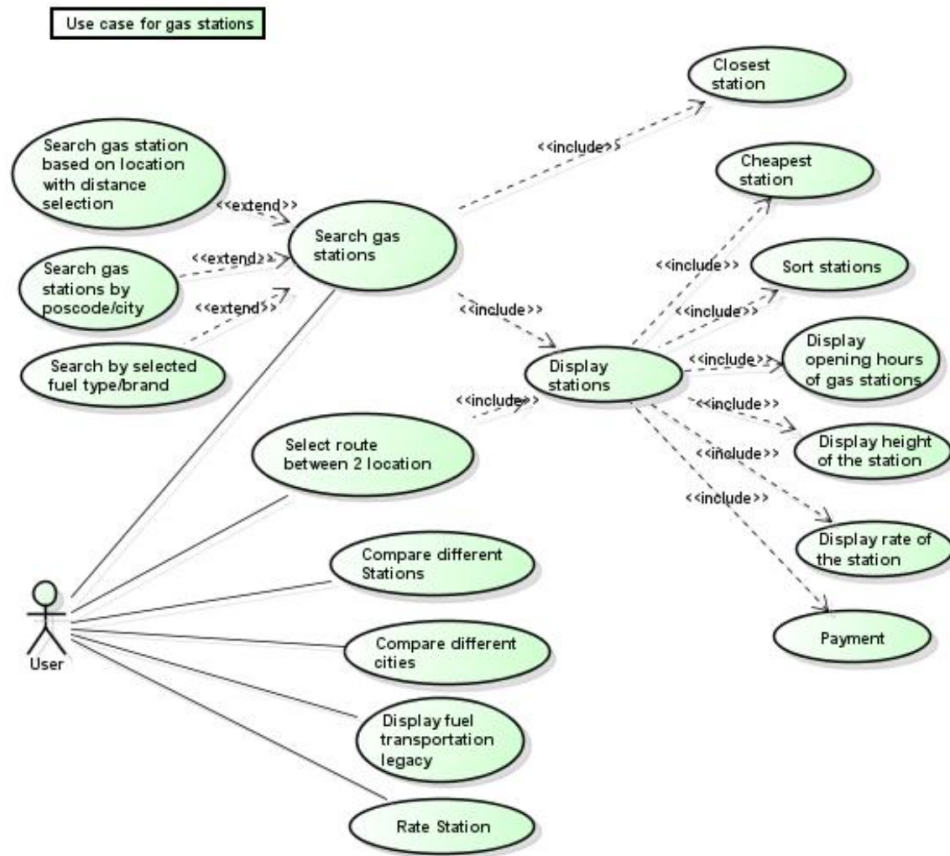 Use case for gas stations
Closest
station
<<include>>
Search gas station
based on location
with distance
selection
Cheapest
station
<<extend>>
Search gas
stations
<<extend>>
Search gas
stations by
poscode/city
<<include>>
Sort stations
<<extend>>
<<include>>
<<include>>
Search by selected
fuel type/brand
Display
stations
<<include>>
Display
opening hours
of gas stations
<<include>>
<<include>>
Select route
between 2 location
Display height
of the station
<<include>>
<<include>>
Display rate of
the station
Compare different
Stations
User
Compare different
cities
Payment
Display fuel
transportation
legacy
Rate Station